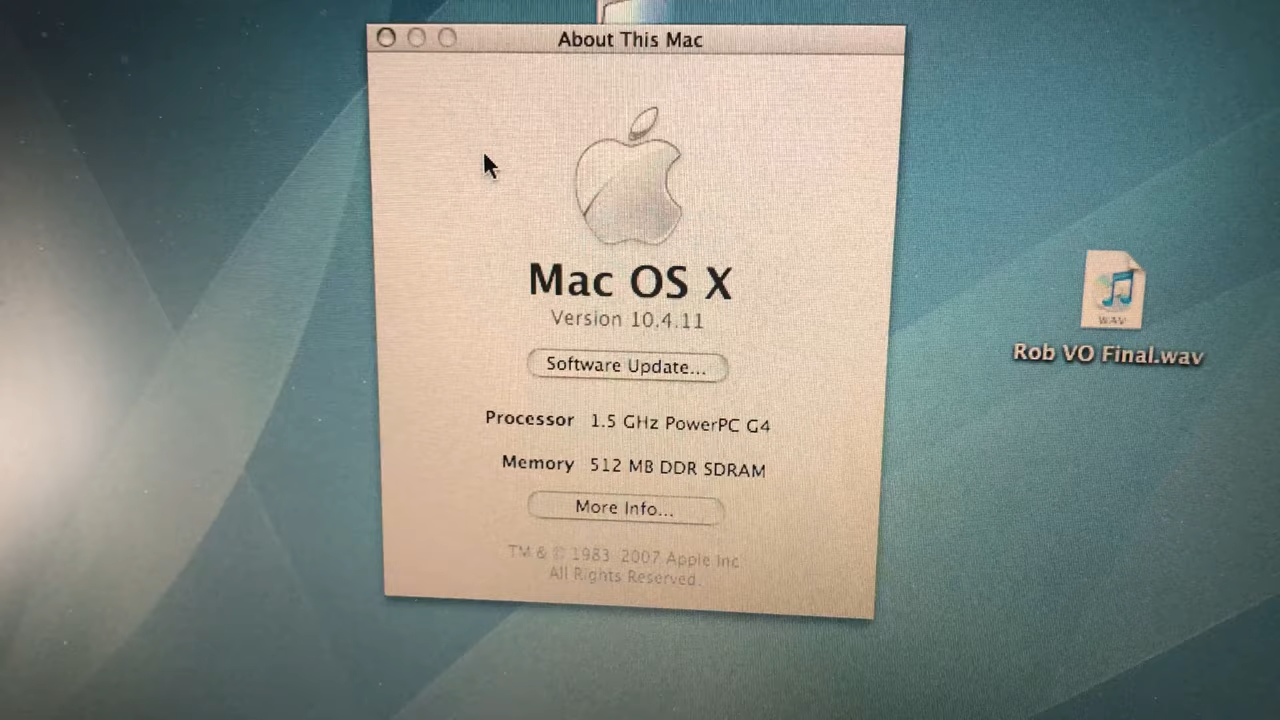 About This Mac
Mac OS X
Version 10.4.11
Software Update...
Processor 1.5 GHz PowerPC G4
Memory 512 MB DDR SDRAM
More Info...
TM & © 1983 2007 Apple Inc
All Rights Reserved.
WAV
Rob VO Final.wav